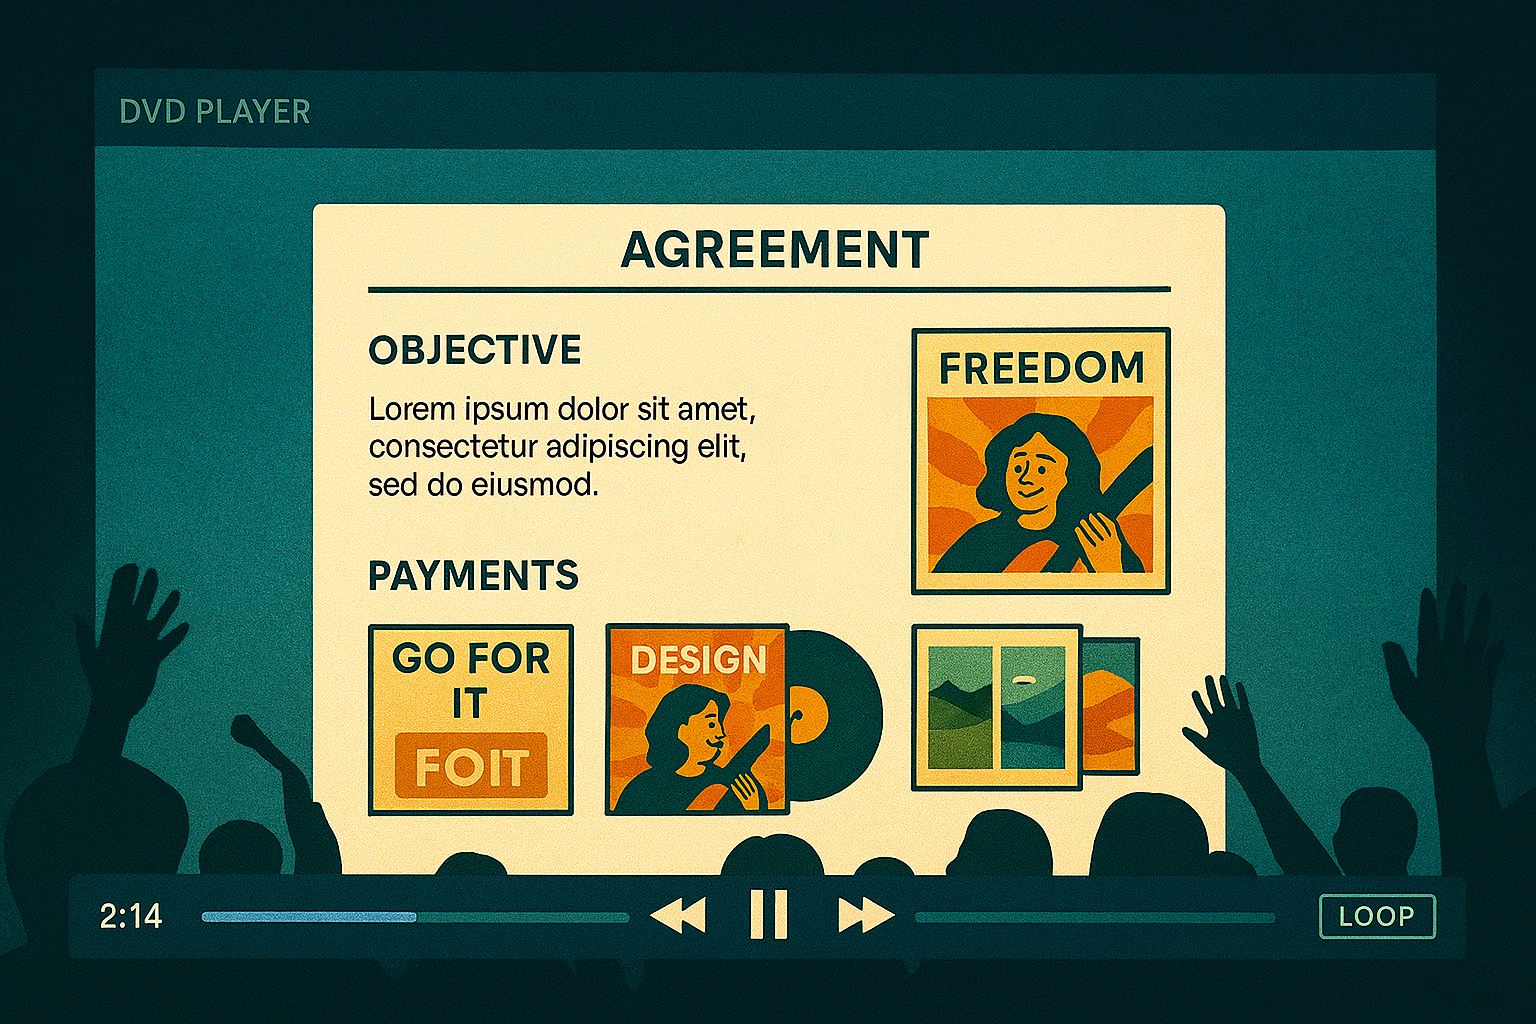 DVD PLAYER
AGREEMENT
OBJECTIVE
Lorem ipsum dolor sit amet,
consectetur adipiscing elit,
sed do eiusmod.
FREEDOM
PAYMENTS
GO FOR
IT
FOIT
DESIGN
2:14
LOOP